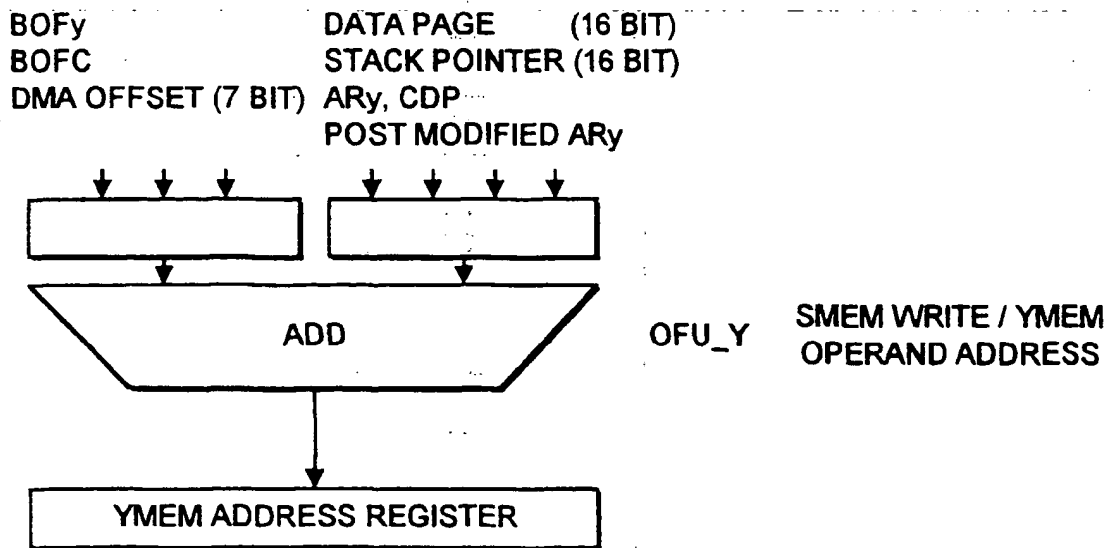 BOFy DATA PAGE (16 BIT)
BOFC STACK POINTER (16 BIT)
DMA OFFSET (7 BIT) ARy, CDP
POST MODIFIED ARy
ADD
OFU_Y
SMEM WRITE / YMEM
OPERAND ADDRESS
YMEM ADDRESS REGISTER